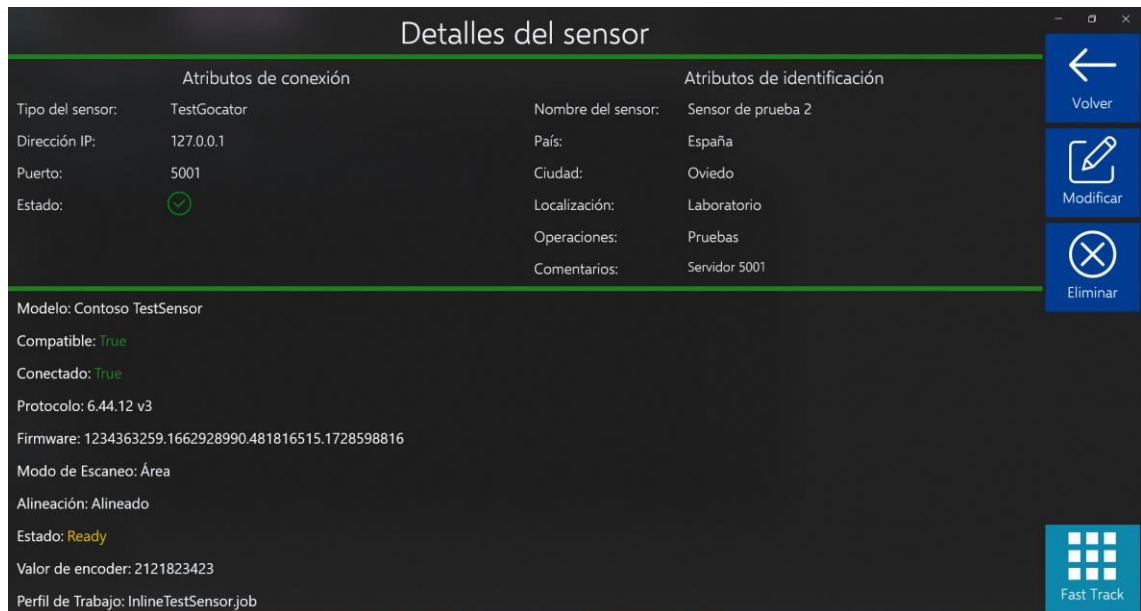 Detalles del sensor
Atributos de conexión
Tipo del sensor: TestGocator
Dirección IP: 127.0.0.1
Puerto: 5001
Estado:
Atributos de identificación
Nombre del sensor: Sensor de prueba 2
País: España
Ciudad: Oviedo
Localización: Laboratorio
Operaciones: Pruebas
Comentarios: Servidor 5001
Volver
Modificar
Eliminar
Modelo: Contoso TestSensor
Compatible: True
Conectado: True
Protocolo: 6.44.12 v3
Firmware: 1234363259.1662928990.481816515.1728598816
Modo de Escaneo: Área
Alineación: Alineado
Estado: Ready
Valor de encoder: 2121823423
Perfil de Trabajo: InlineTestSensor.job
Fast Track